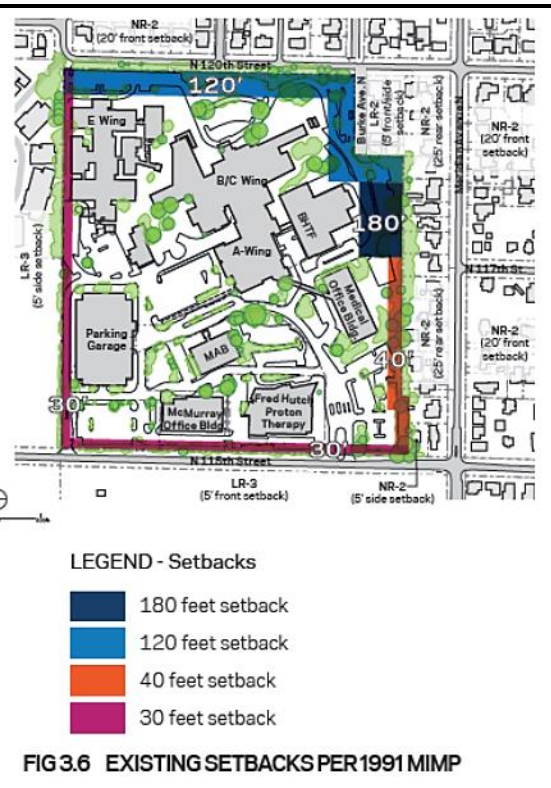 NR-2
(20' front setback)
N 120th Street
120'
E Wing
Burke Ave. N
LR-2
(5' front/side
setback)
NR-2
(25' rear setback)
NR-2
(20' front
setback)
B/C Wing
BHTF
180'
A-Wing
LR-3
(5' side setback)
N 117th St
Medical
Office Bldg
Parking
Garage
MAB
40'
NR-2
(25' rear setback)
NR-2
(20' front
setback)
30'
McMurray
Office Bldg
Fred Hutch
Proton
Therapy
30'
N 115th Street
LR-3
(5' front setback)
NR-2
(5' side setback)
LEGEND - Setbacks
180 feet setback
120 feet setback
40 feet setback
30 feet setback
FIG 3.6 EXISTING SETBACKS PER 1991 MIMP